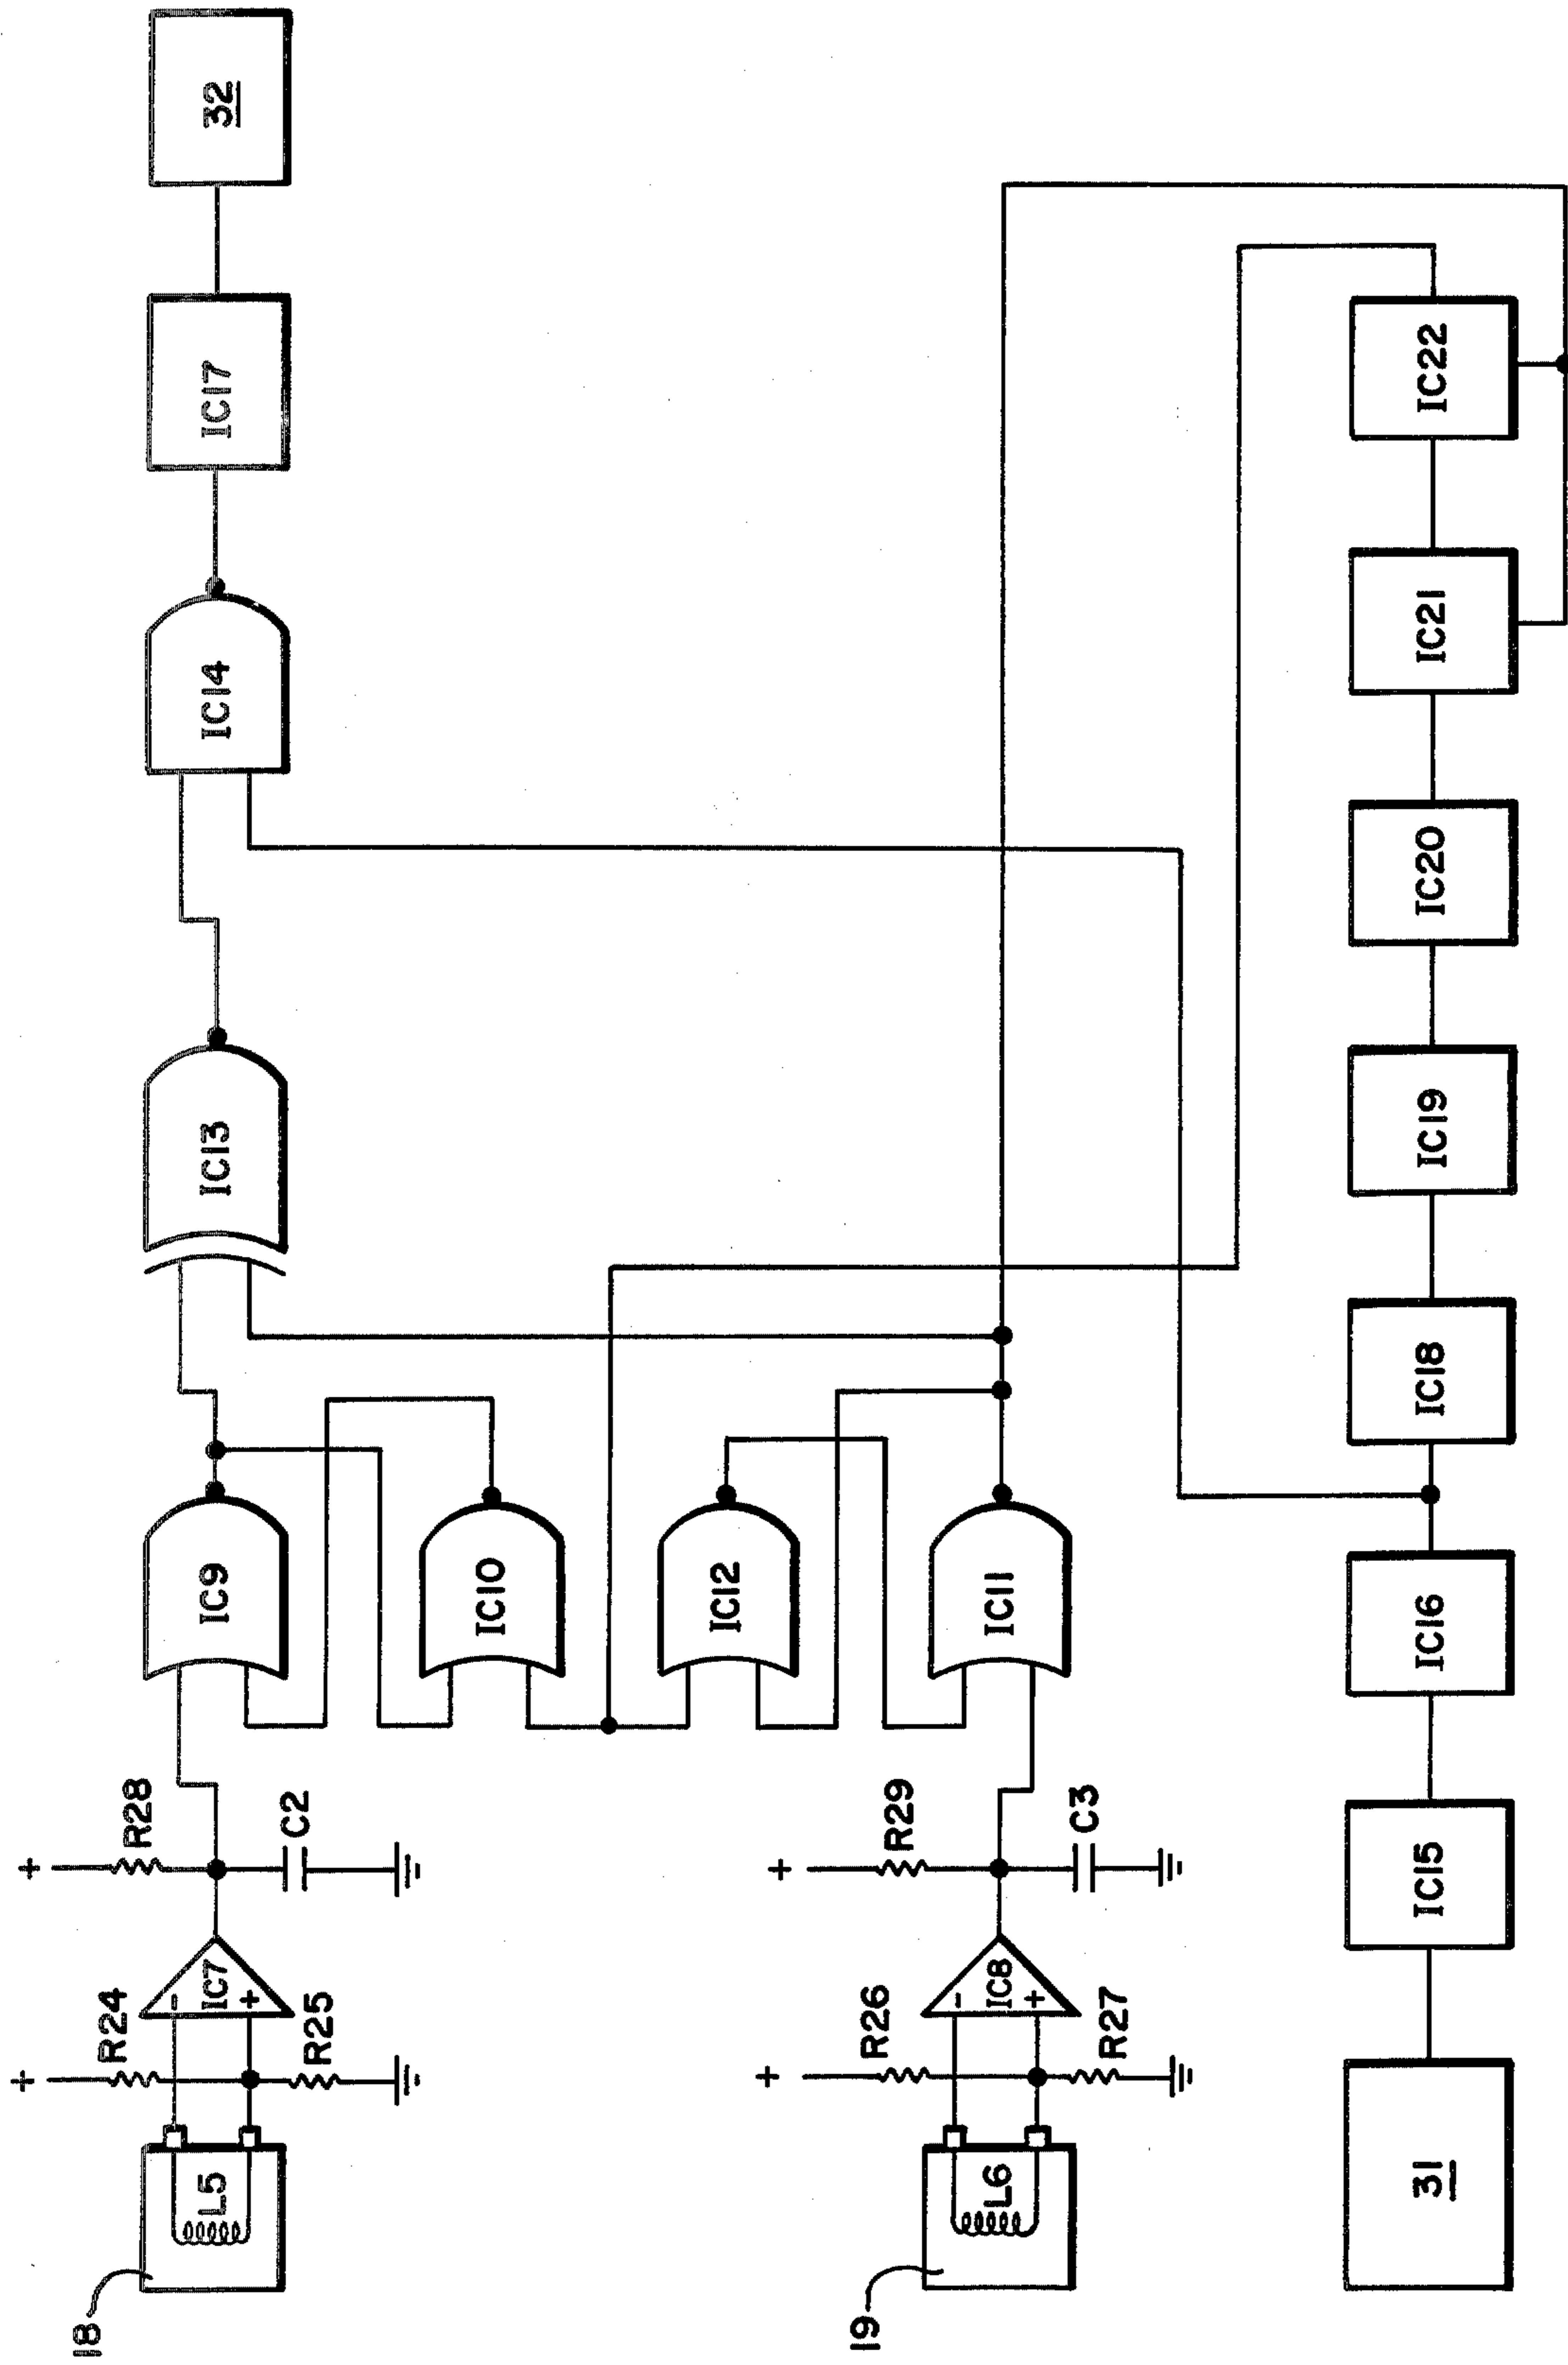 18
L5
+
R24
R25
-
IC7
+
+
R28
C2
IC9
IC10
IC13
IC14
IC17
32
19
L6
+
R26
R27
-
IC8
+
+
R29
C3
IC12
IC11
31
IC15
IC16
IC18
IC19
IC20
IC21
IC22